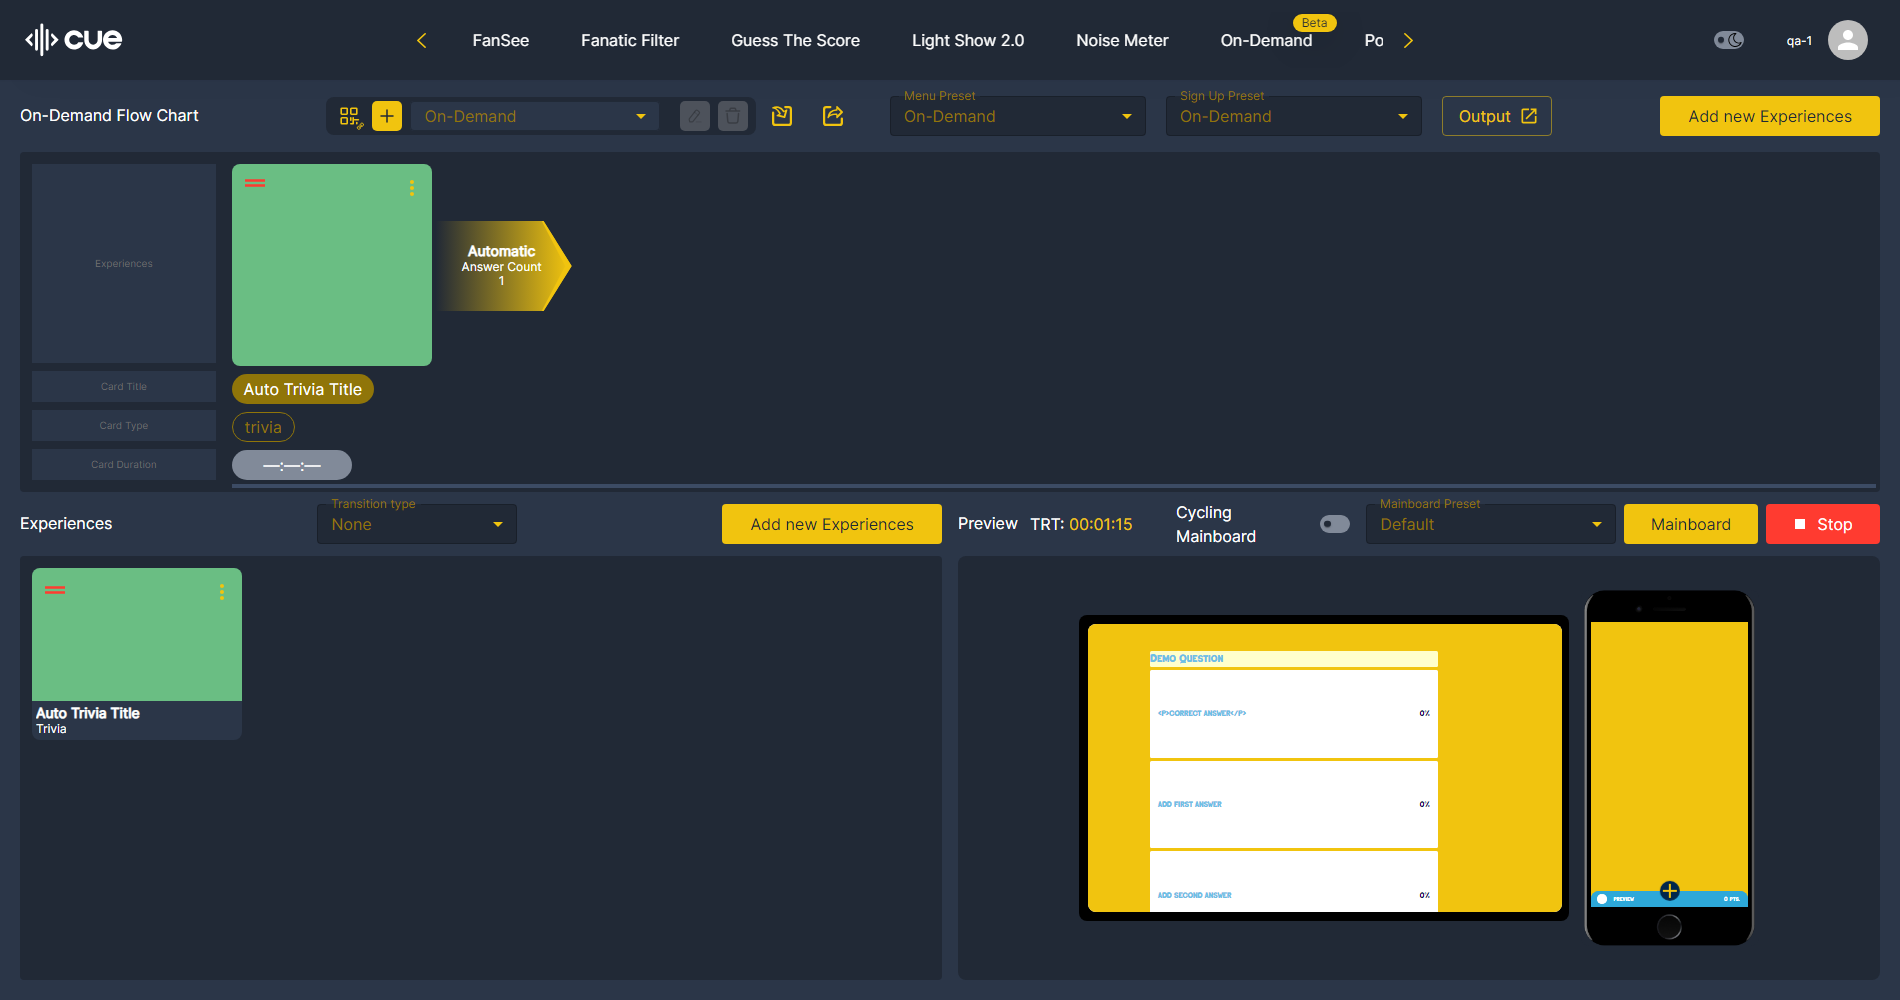 cue
FanSee
Fanatic Filter
Guess The Score
Light Show 2.0
Noise Meter
On-Demand
Beta
Po
qa-1
On-Demand Flow Chart
On-Demand
Menu Preset
On-Demand
Sign Up Preset
On-Demand
Output
Add new Experiences
Experiences
Automatic
Answer Count
1
Card Title
Auto Trivia Title
Card Type
trivia
Card Duration
—:—:—
Experiences
Transition type
None
Add new Experiences
Preview
TRT: 00:01:15
Cycling
Mainboard
Mainboard Preset
Default
Mainboard
Stop
Auto Trivia Title
Trivia
Demo Question
<P>CORRECT ANSWER</P>
0%
ADD FIRST ANSWER
0%
ADD SECOND ANSWER
0%
PREVIEW
0 PTS.